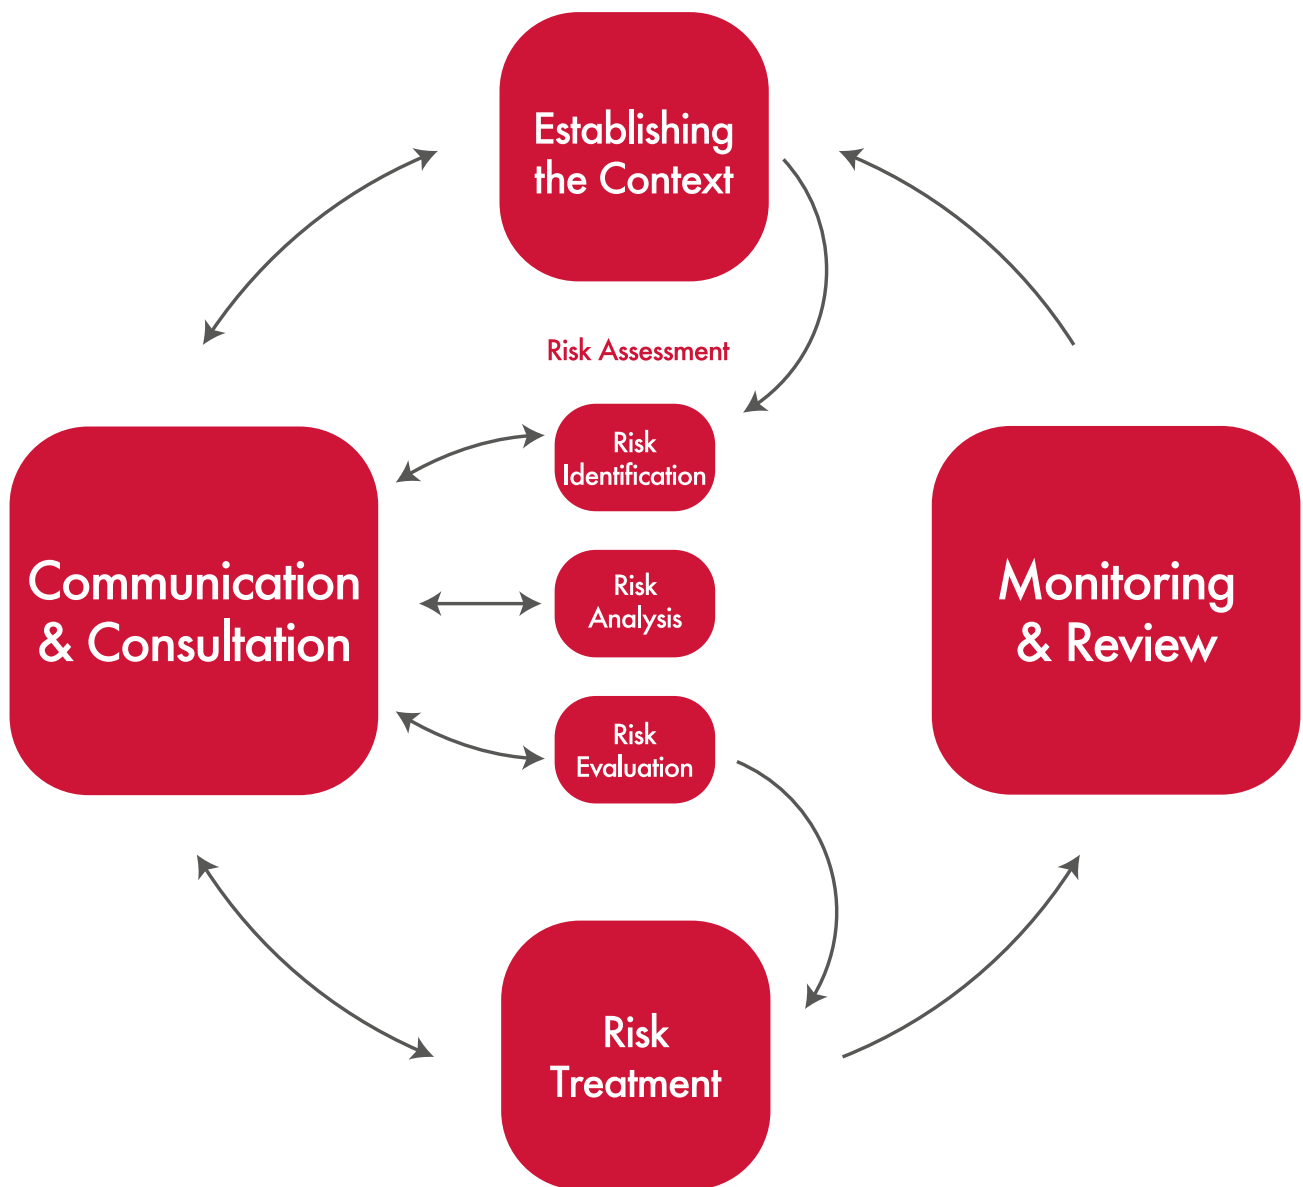 Establishing
the Context
Risk Assessment
Risk
Identification
Communication
& Consultation
Risk
Analysis
Monitoring
& Review
Risk
Evaluation
Risk
Treatment